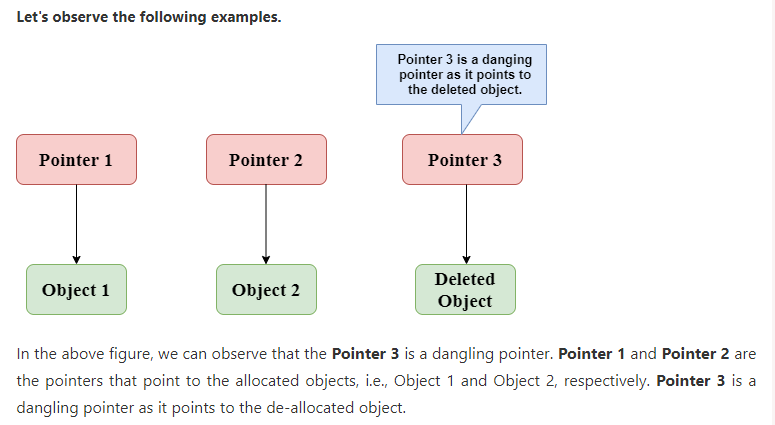 Let's observe the following examples.
Pointer 3 is a danging
pointer as it points to
the deleted object.
Pointer 1
Pointer 2
Pointer 3
Object 1
Object 2
Deleted
Object
In the above figure, we can observe that the Pointer 3 is a dangling pointer. Pointer 1 and Pointer 2 are
the pointers that point to the allocated objects, i.e., Object 1 and Object 2, respectively. Pointer 3 is a
dangling pointer as it points to the de-allocated object.